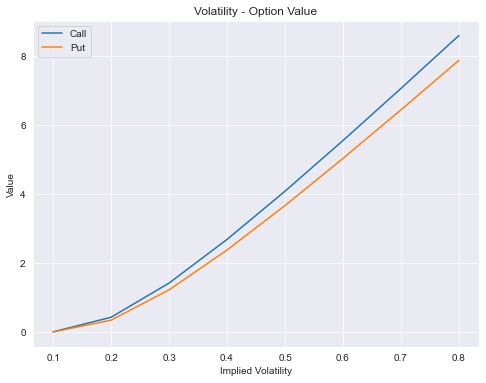 Volatility - Option Value
Call
Put
8
6
4
2
0
Value
0.1 0.2 0.3 0.4 0.5 0.6 0.7 0.8
Implied Volatility